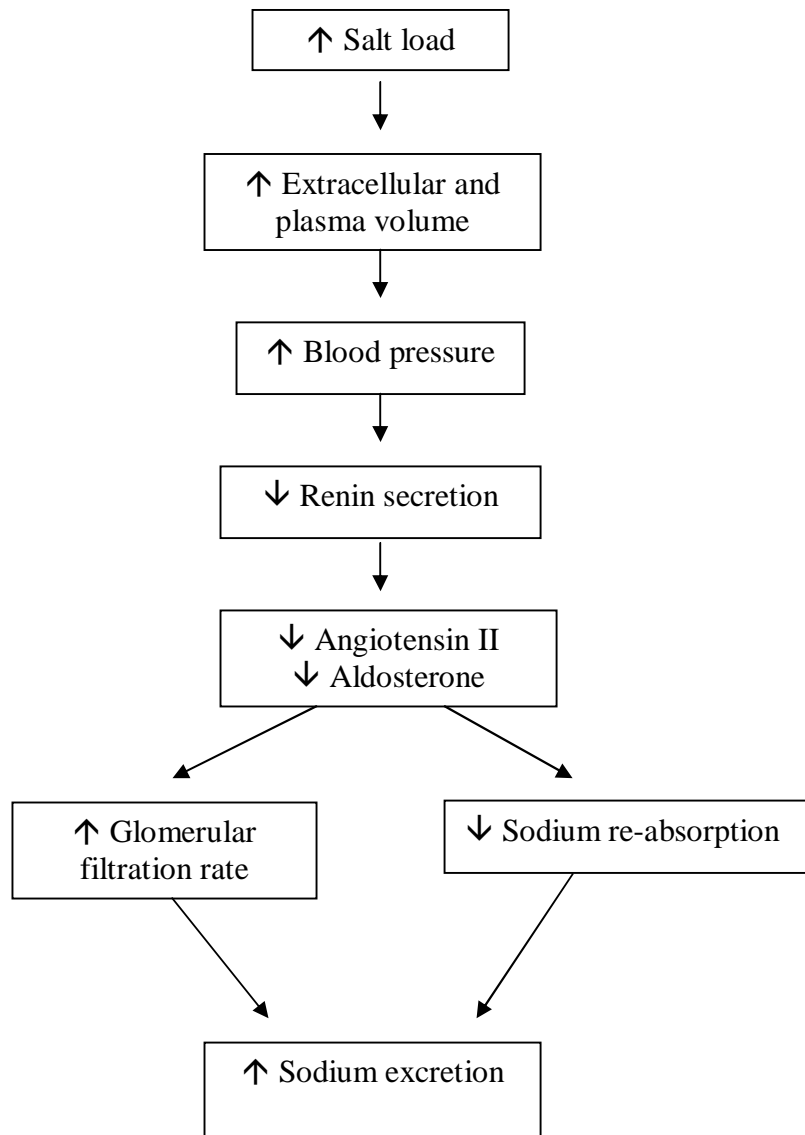 ↑ Salt load
↑ Extracellular and
plasma volume
↑ Blood pressure
↓ Renin secretion
↓ Angiotensin II
↓ Aldosterone
↑ Glomerular
filtration rate
↓ Sodium re-absorption
↑ Sodium excretion